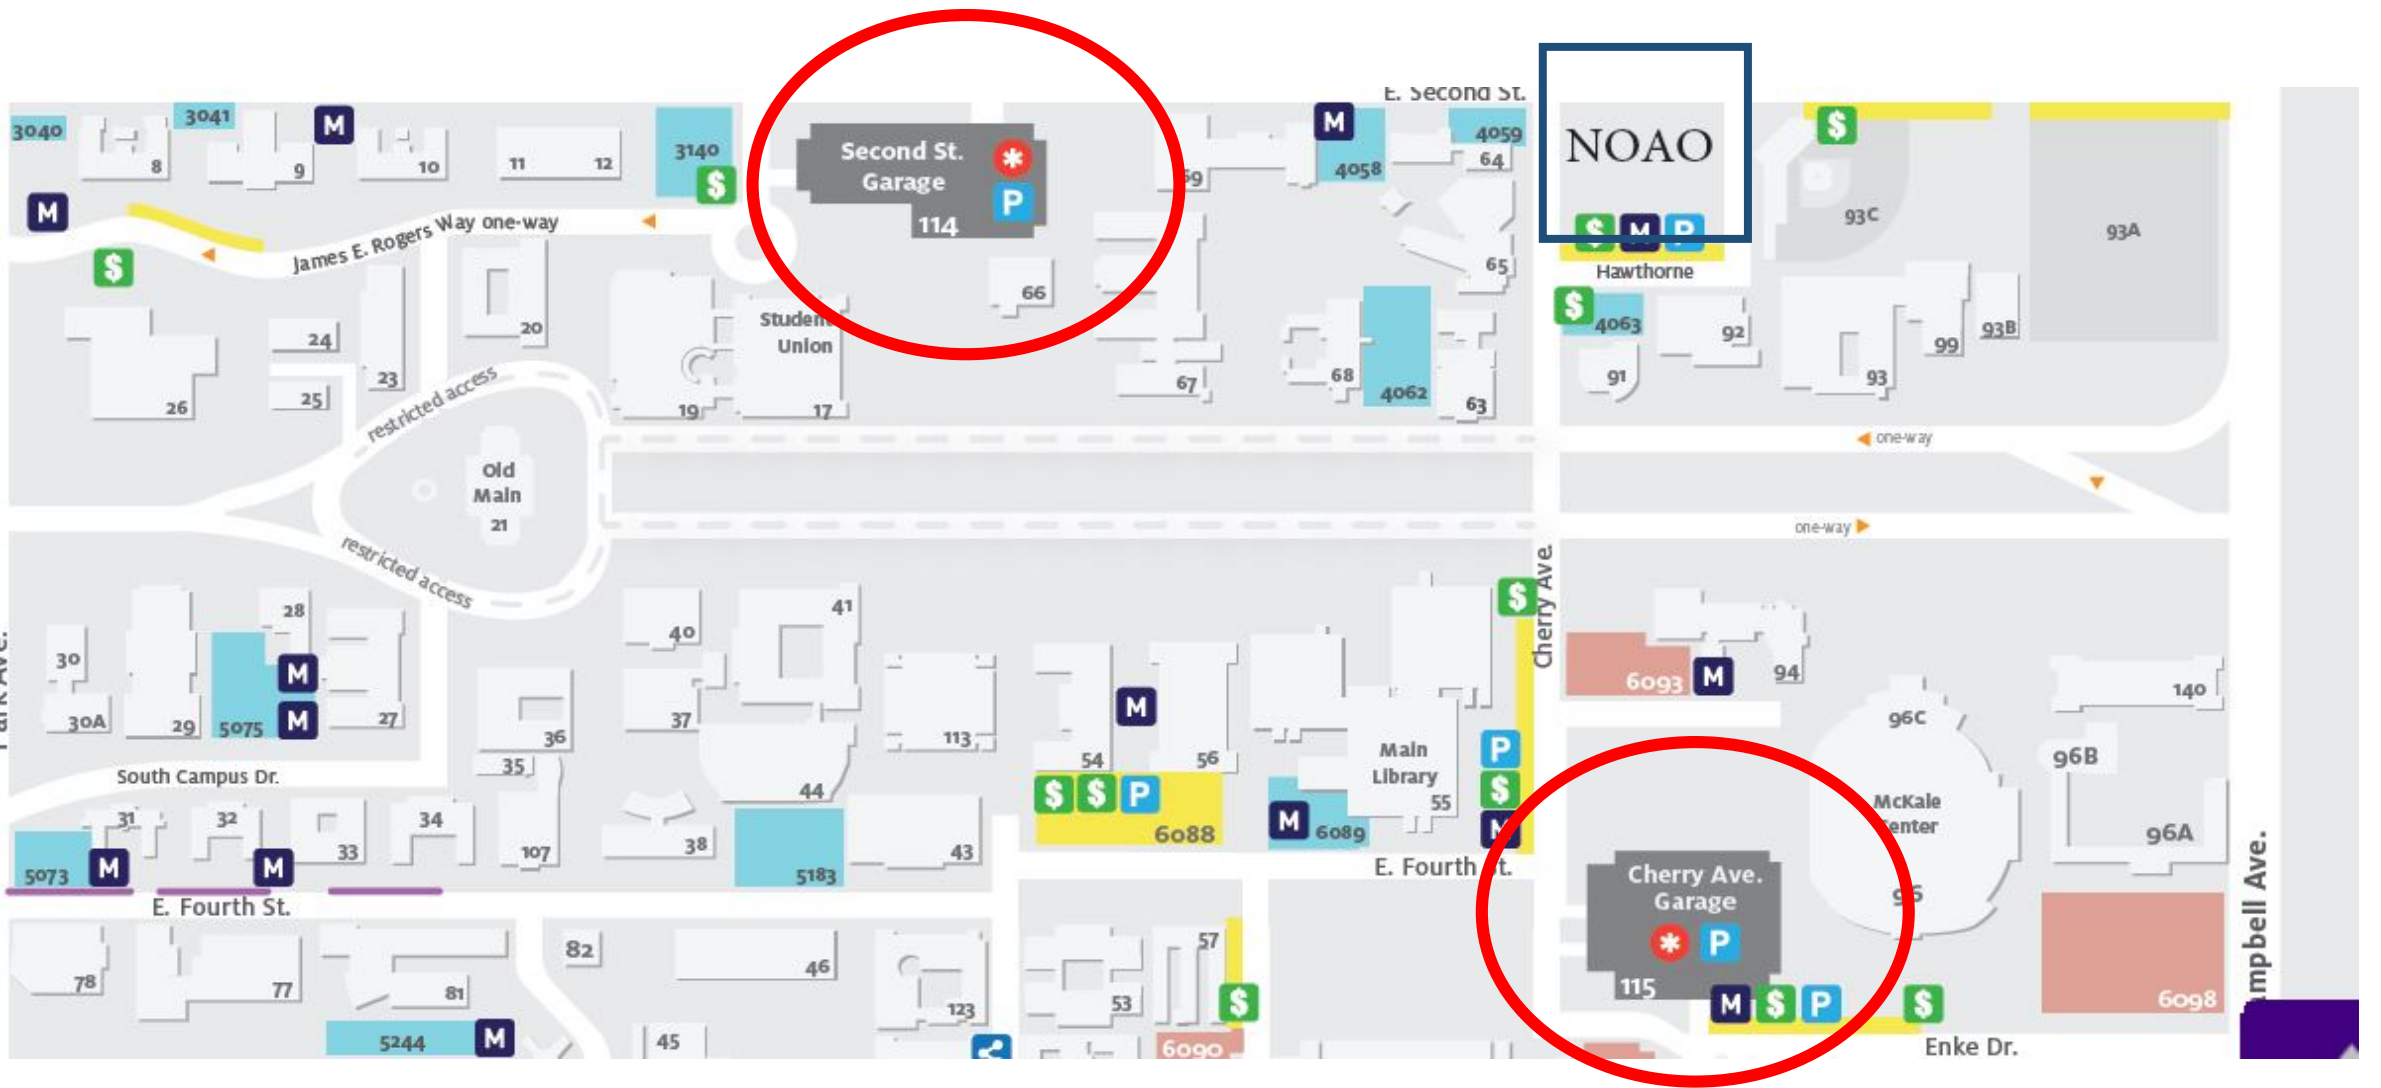 E. Second St.
3040
3041
M
8
9
10
11
12
3140
$
Second St.
Garage
P
114
M
4058
4059
64
NOAO
$
M
$ M P
93C
93A
James E. Rogers Way one-way
$
66
65
Hawthorne
$
4063
92
99
93B
20
24
23
25
26
Student
Union
19
17
67
68
4062
63
91
93
restricted access
one-way
Old
Main
21
one-way
restricted access
Cherry Ave.
$
28
41
40
30
M
6093
M
94
140
30A
29
5075
M
27
36
37
113
M
54
56
Main
Library
55
P
$
M
96C
96B
South Campus Dr.
35
44
$ $ P
6088
M
6089
McKale
Center
96A
31
32
33
34
107
38
5183
43
E. Fourth St.
5073
M
M
Cherry Ave.
Garage
P
115
96
E. Fourth St.
78
77
81
82
46
123
53
57
$
M $ P
$
6098
5244
M
45
6090
Enke Dr.